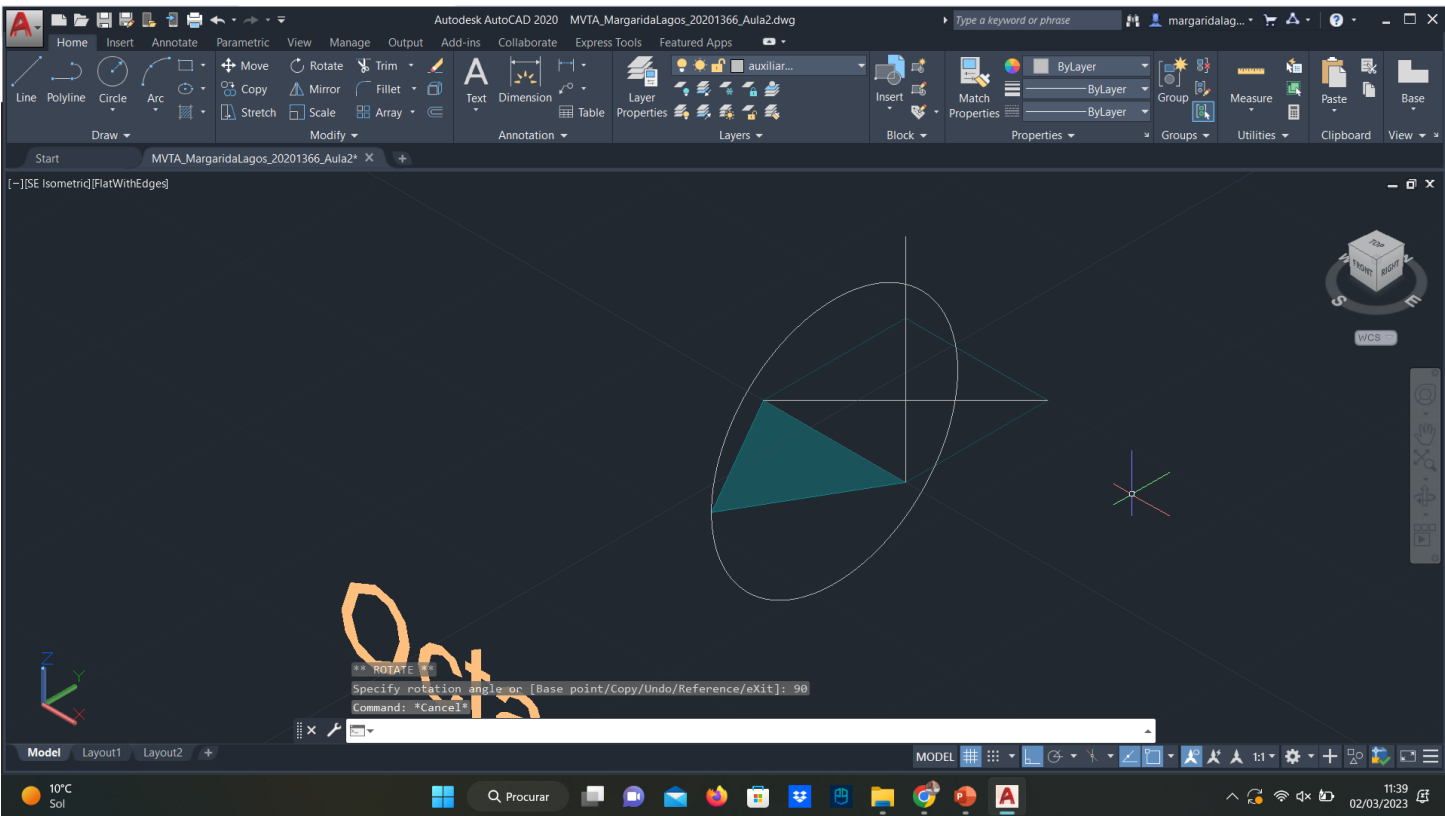 Autodesk AutoCAD 2020 MVTA_MargaridaLagos_20201366_Aula2.dwg
Type a keyword or phrase
margaridalag...
Home Insert Annotate Parametric View Manage Output Add-ins Collaborate Express Tools Featured Apps
Line Polyline Circle Arc
Move Rotate Trim
Copy Mirror Fillet
Stretch Scale Array
Text Dimension
Table
Layer Properties
auxiliar...
Insert
Match Properties
ByLayer
ByLayer
ByLayer
Group
Measure
Paste
Base
Draw Modify Annotation Layers Block Properties Groups Utilities Clipboard View
Start MVTA_MargaridaLagos_20201366_Aula2* +
[−][SE Isometric][FlatWithEdges]
TOP
FRONT RIGHT
S E
WCS
Z
Y
X
** ROTATE **
Specify rotation angle or [Base point/Copy/Undo/Reference/eXit]: 90
Command: *Cancel*
Model Layout1 Layout2 +
MODEL 1:1
10°C
Sol
Procurar
11:39
02/03/2023